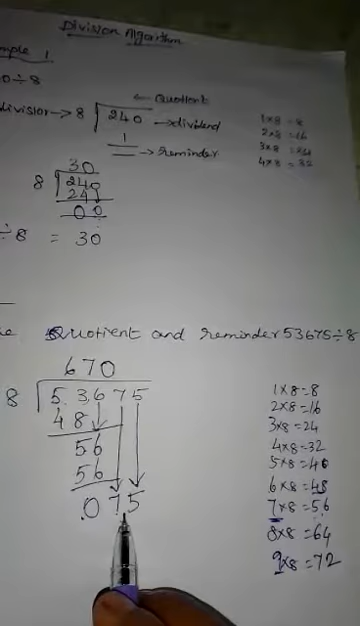 Division Algorithm
mple 1
0÷8
← Quotient
division → 8 240 → dividend
1 → reminder
1×8 = 8
2×8 = 16
3×8 = 24
4×8 = 32
30
8 240
24
00
÷8 = 30
Quotient and reminder 53675÷8
670
8 53675
48
56
56
075
1×8=8
2×8=16
3×8=24
4×8=32
5×8=40
6×8=48
7×8=56
8×8=64
9×8=72